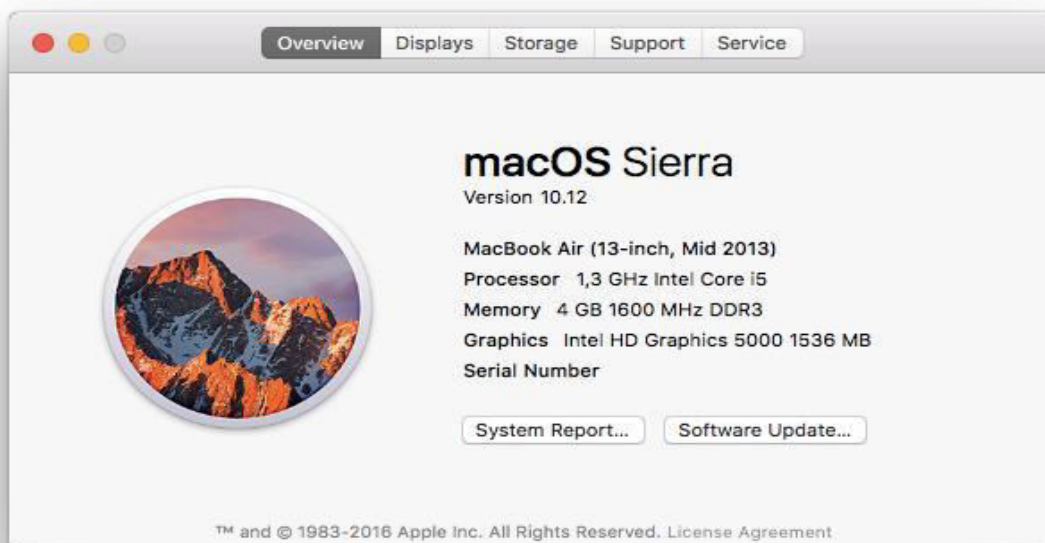 Overview Displays Storage Support Service
macOS Sierra
Version 10.12
MacBook Air (13-inch, Mid 2013)
Processor 1,3 GHz Intel Core i5
Memory 4 GB 1600 MHz DDR3
Graphics Intel HD Graphics 5000 1536 MB
Serial Number
System Report... Software Update...
™ and © 1983-2016 Apple Inc. All Rights Reserved. License Agreement